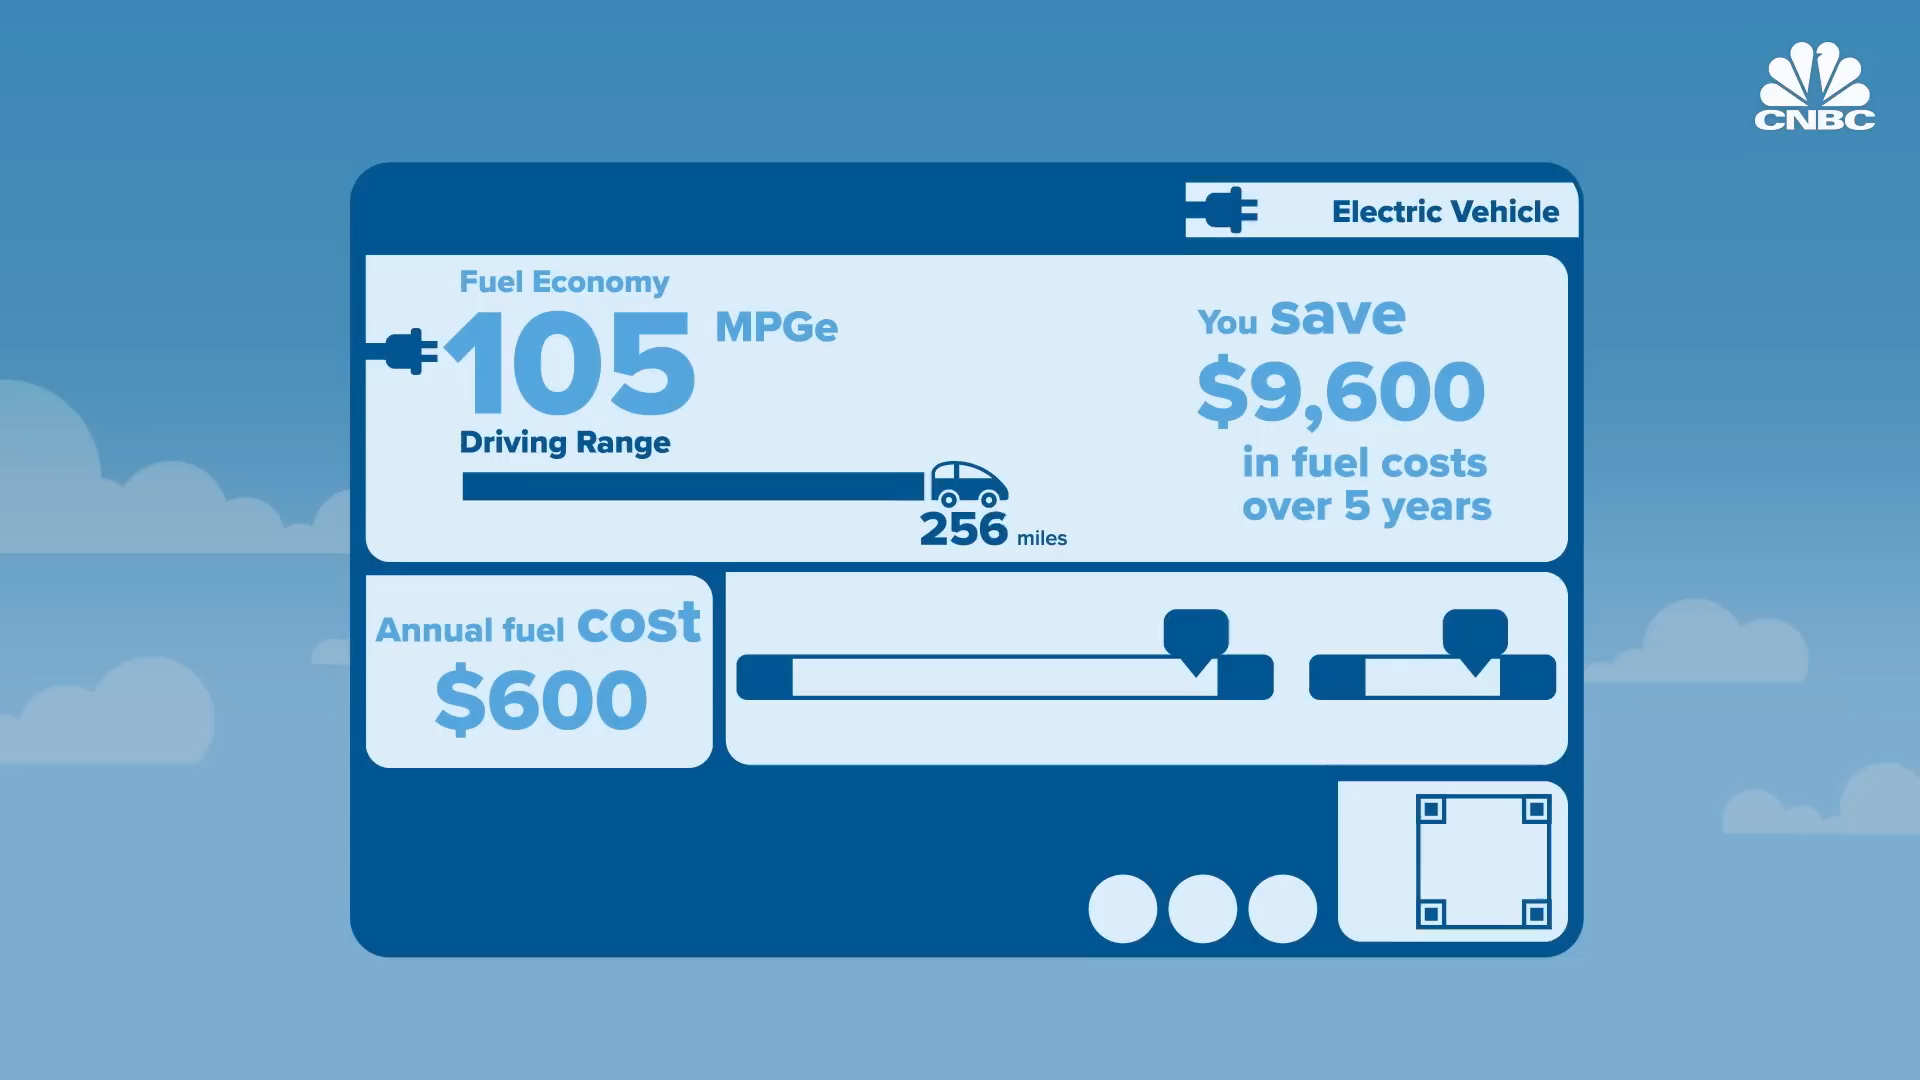 CNBC
Electric Vehicle
Fuel Economy
105 MPGe
Driving Range
256 miles
You save
$9,600
in fuel costs
over 5 years
Annual fuel cost
$600